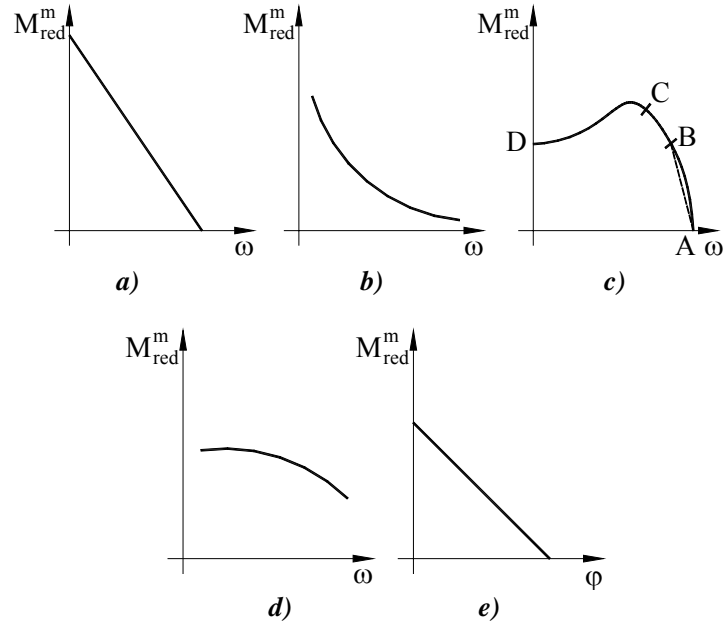 M_red^m M_red^m M_red^m
C
D B
ω ω A ω
a) b) c)
M_red^m M_red^m
ω φ
d) e)